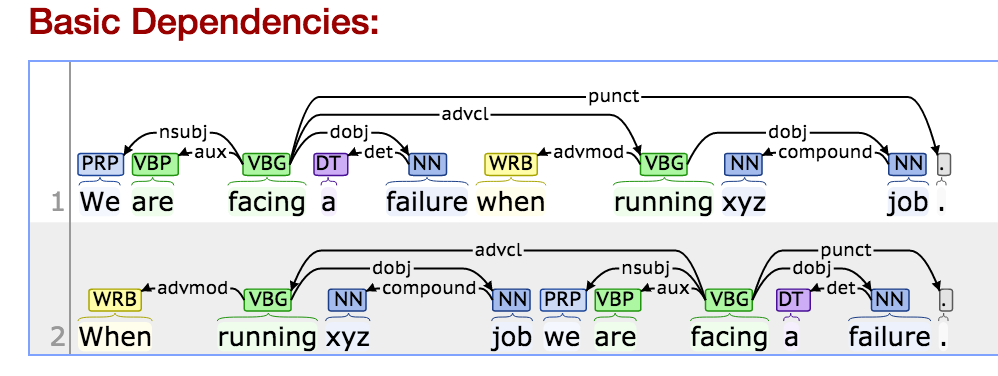 Basic Dependencies:
punct
advcl
nsubj dobj dobj
aux det advmod compound
PRP VBP VBG DT NN WRB VBG NN NN .
1 We are facing a failure when running xyz job .
advcl punct
dobj nsubj dobj
advmod compound aux det
WRB VBG NN NN PRP VBP VBG DT NN .
2 When running xyz job we are facing a failure .